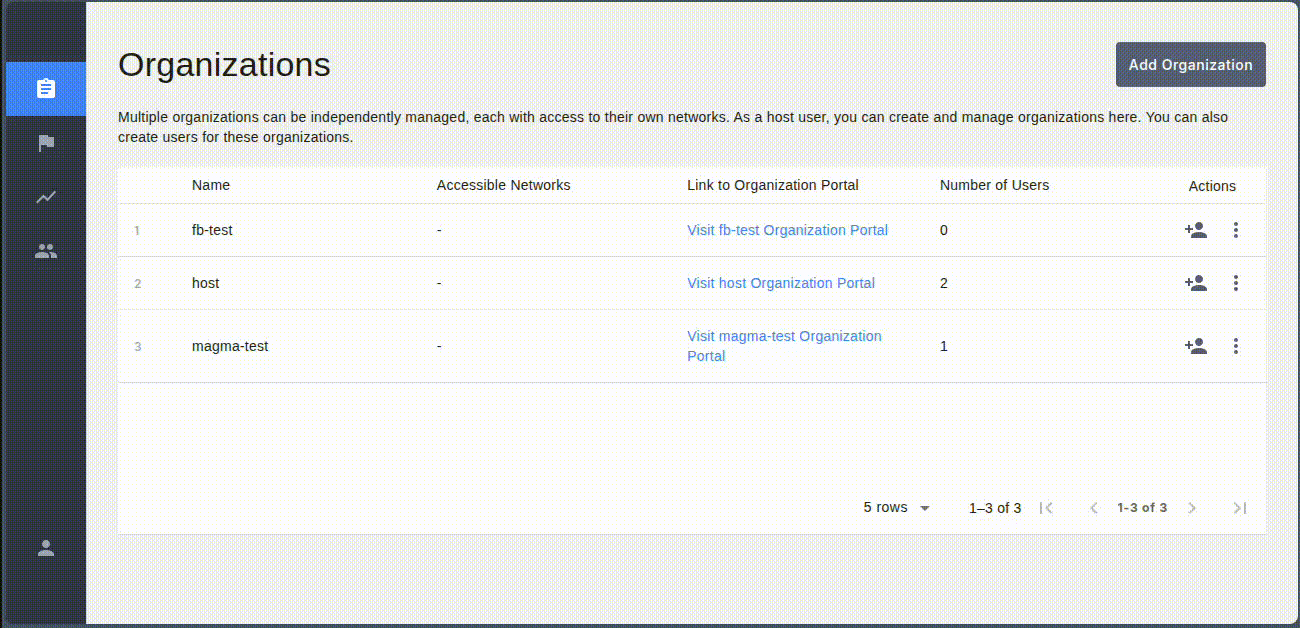 Organizations
Add Organization
Multiple organizations can be independently managed, each with access to their own networks. As a host user, you can create and manage organizations here. You can also
create users for these organizations.
Name Accessible Networks Link to Organization Portal Number of Users Actions
1 fb-test - Visit fb-test Organization Portal 0
2 host - Visit host Organization Portal 2
3 magma-test - Visit magma-test Organization
Portal 1
5 rows 1–3 of 3 1-3 of 3